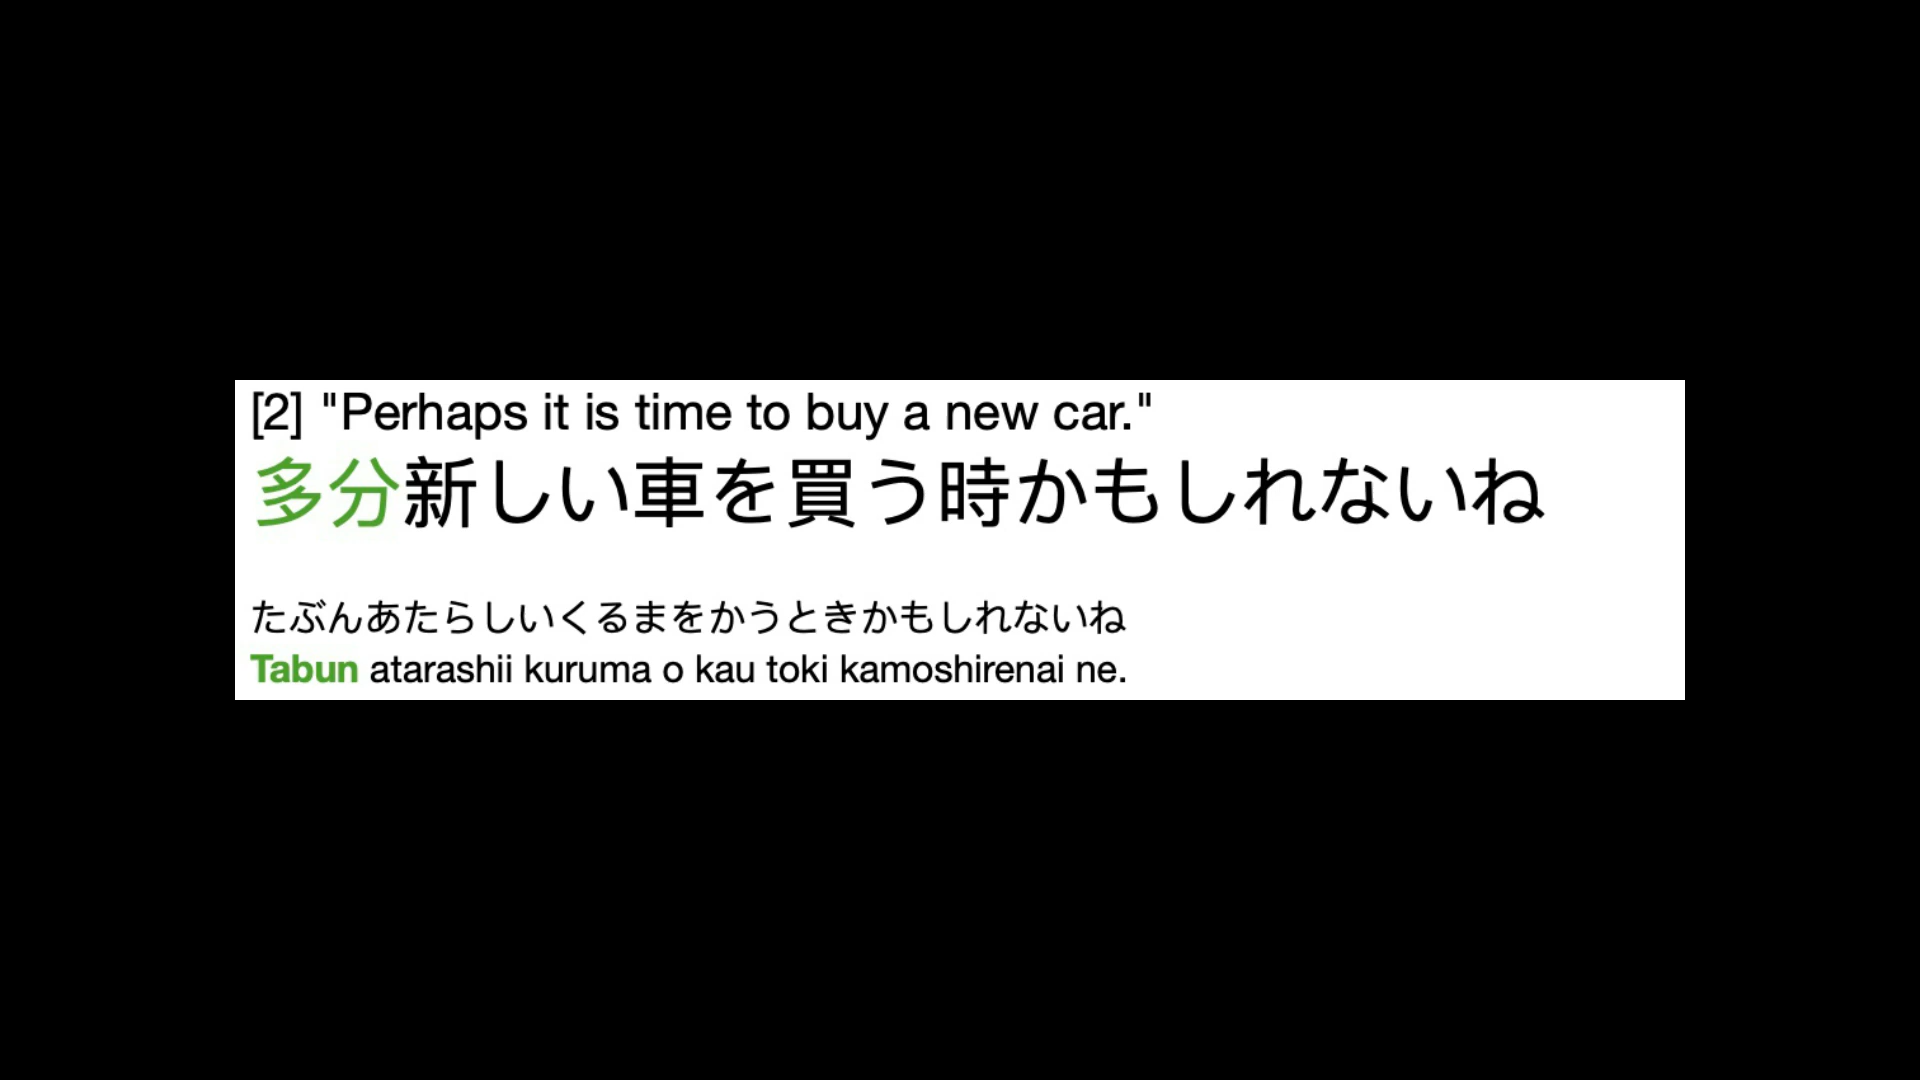 [2] "Perhaps it is time to buy a new car."
多分新しい車を買う時かもしれないね
たぶんあたらしいくるまをかうときかもしれないね
Tabun atarashii kuruma o kau toki kamoshirenai ne.